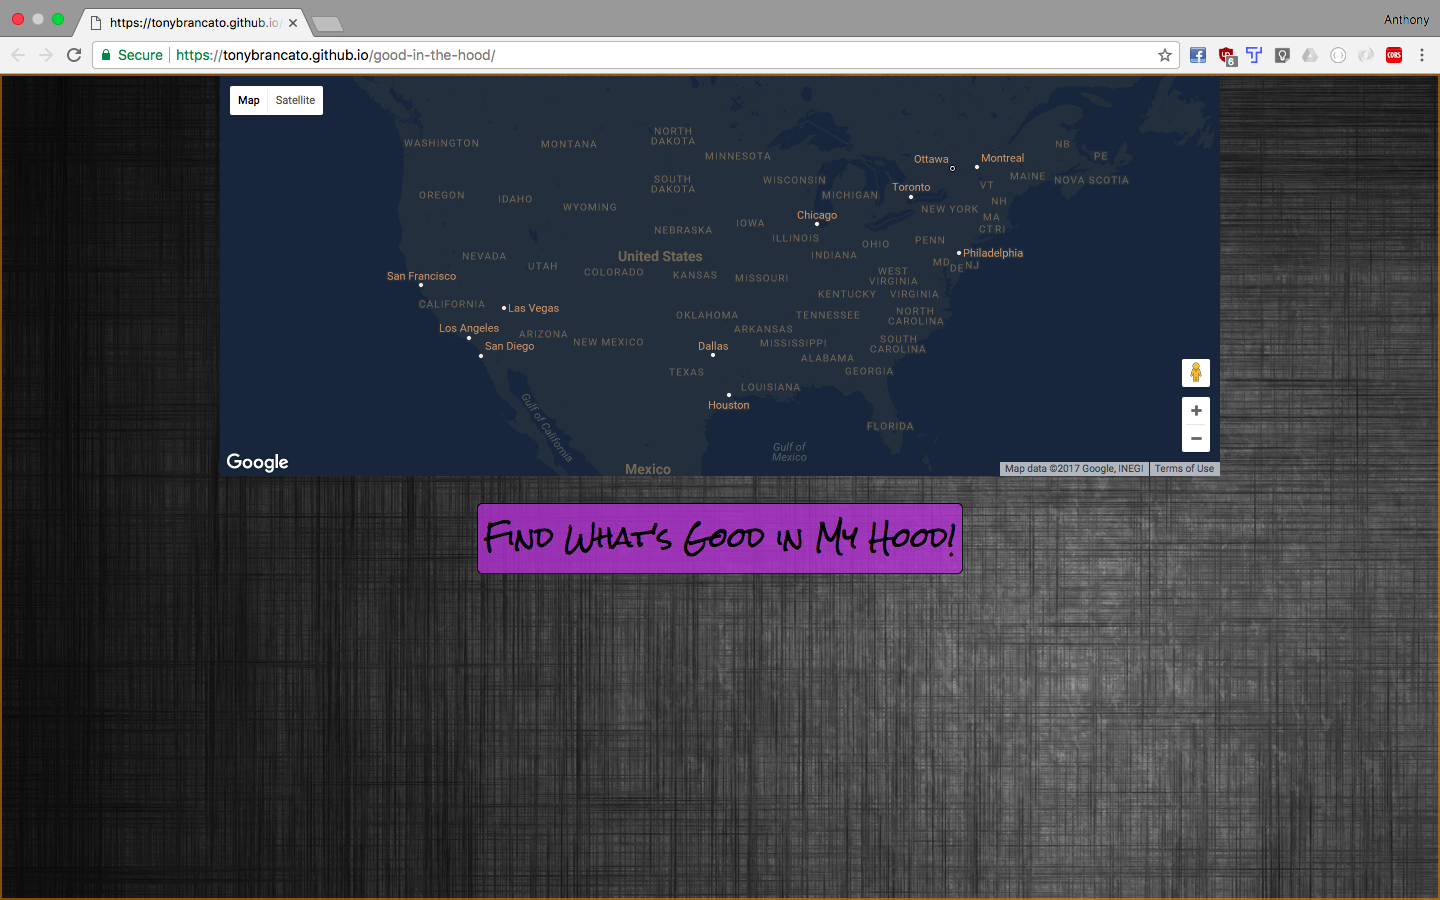 https://tonybrancato.github.io/
Anthony
Secure
https://tonybrancato.github.io/good-in-the-hood/
6
CORS
Map
Satellite
NORTH DAKOTA
WASHINGTON
MONTANA
MINNESOTA
Ottawa
Montreal
NB
PE
SOUTH DAKOTA
WISCONSIN
MICHIGAN
Toronto
VT
MAINE
NOVA SCOTIA
OREGON
IDAHO
WYOMING
NH
IOWA
Chicago
NEW YORK
MA
NEBRASKA
ILLINOIS
OHIO
PENN
CT
RI
NEVADA
UTAH
United States
INDIANA
Philadelphia
COLORADO
KANSAS
MISSOURI
WEST VIRGINIA
MD
DE
NJ
San Francisco
KENTUCKY
VIRGINIA
CALIFORNIA
Las Vegas
OKLAHOMA
TENNESSEE
NORTH CAROLINA
Los Angeles
ARIZONA
NEW MEXICO
ARKANSAS
MISSISSIPPI
SOUTH CAROLINA
San Diego
Dallas
ALABAMA
TEXAS
GEORGIA
LOUISIANA
Houston
Gulf of California
FLORIDA
Gulf of
Mexico
Google
Mexico
Map data ©2017 Google, INEGI
Terms of Use
Find What's Good in My Hood!